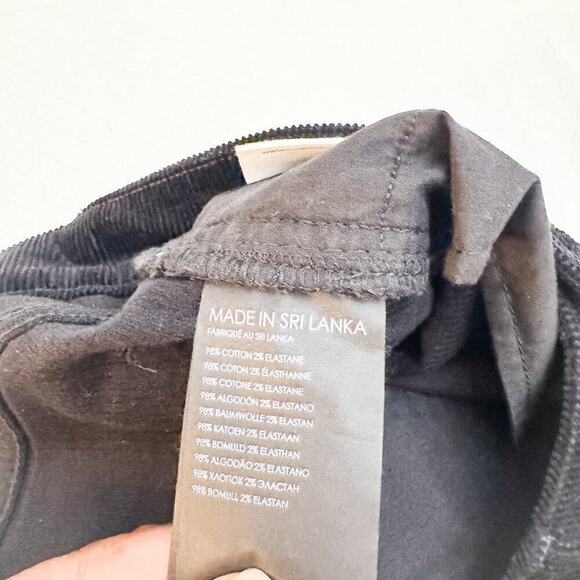 MADE IN SRI LANKA
FABRIQUÉ AU SRI LANKA
98% COTTON 2% ELASTANE
98% COTON 2% ÉLASTHANNE
98% COTONE 2% ELASTANE
98% ALGODÓN 2% ELASTANO
98% BAUMWOLLE 2% ELASTAN
98% KATOEN 2% ELASTAAN
98% BOMULD 2% ELASTHAN
98% ALGODÃO 2% ELASTANO
98% ХЛОПОК 2% ЭЛАСТАН
98% BOMULL 2% ELASTAN